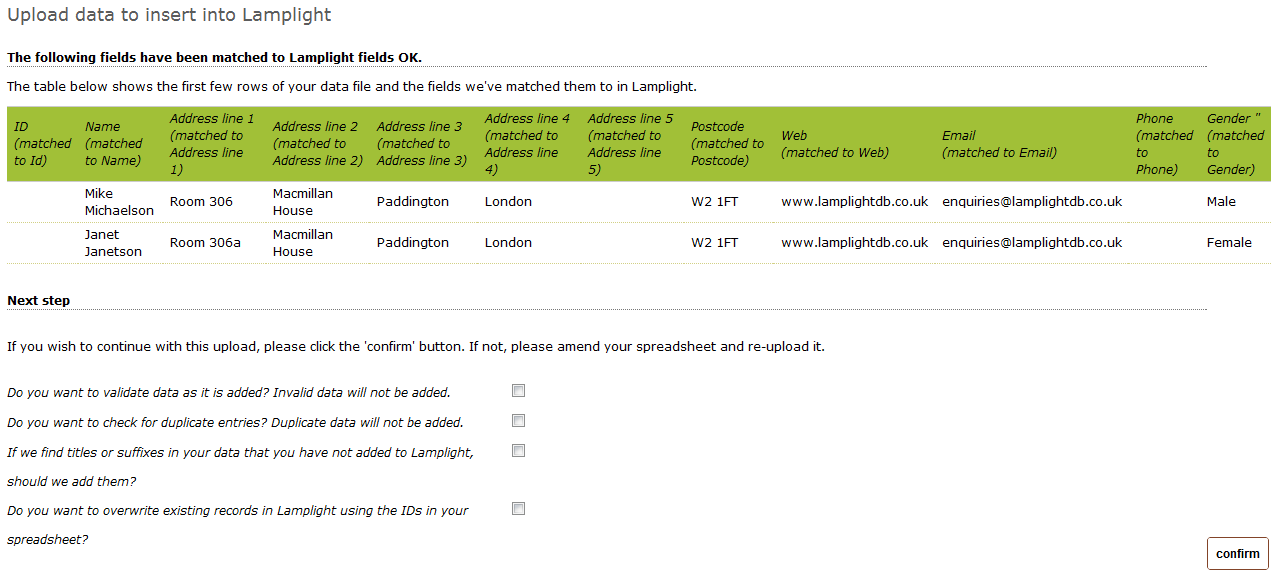 Upload data to insert into Lamplight
The following fields have been matched to Lamplight fields OK.
The table below shows the first few rows of your data file and the fields we've matched them to in Lamplight.
ID (matched to Id) Name (matched to Name) Address line 1 (matched to Address line 1) Address line 2 (matched to Address line 2) Address line 3 (matched to Address line 3) Address line 4 (matched to Address line 4) Address line 5 (matched to Address line 5) Postcode (matched to Postcode) Web (matched to Web) Email (matched to Email) Phone (matched to Phone) Gender " (matched to Gender)
Mike Michaelson Room 306 Macmillan House Paddington London W2 1FT www.lamplightdb.co.uk enquiries@lamplightdb.co.uk Male
Janet Janetson Room 306a Macmillan House Paddington London W2 1FT www.lamplightdb.co.uk enquiries@lamplightdb.co.uk Female
Next step
If you wish to continue with this upload, please click the 'confirm' button. If not, please amend your spreadsheet and re-upload it.
Do you want to validate data as it is added? Invalid data will not be added.
Do you want to check for duplicate entries? Duplicate data will not be added.
If we find titles or suffixes in your data that you have not added to Lamplight,
should we add them?
Do you want to overwrite existing records in Lamplight using the IDs in your
spreadsheet?
confirm